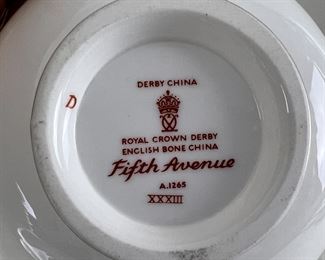 DERBY CHINA
D
ROYAL CROWN DERBY
ENGLISH BONE CHINA
Fifth Avenue
A.1265
XXXIII